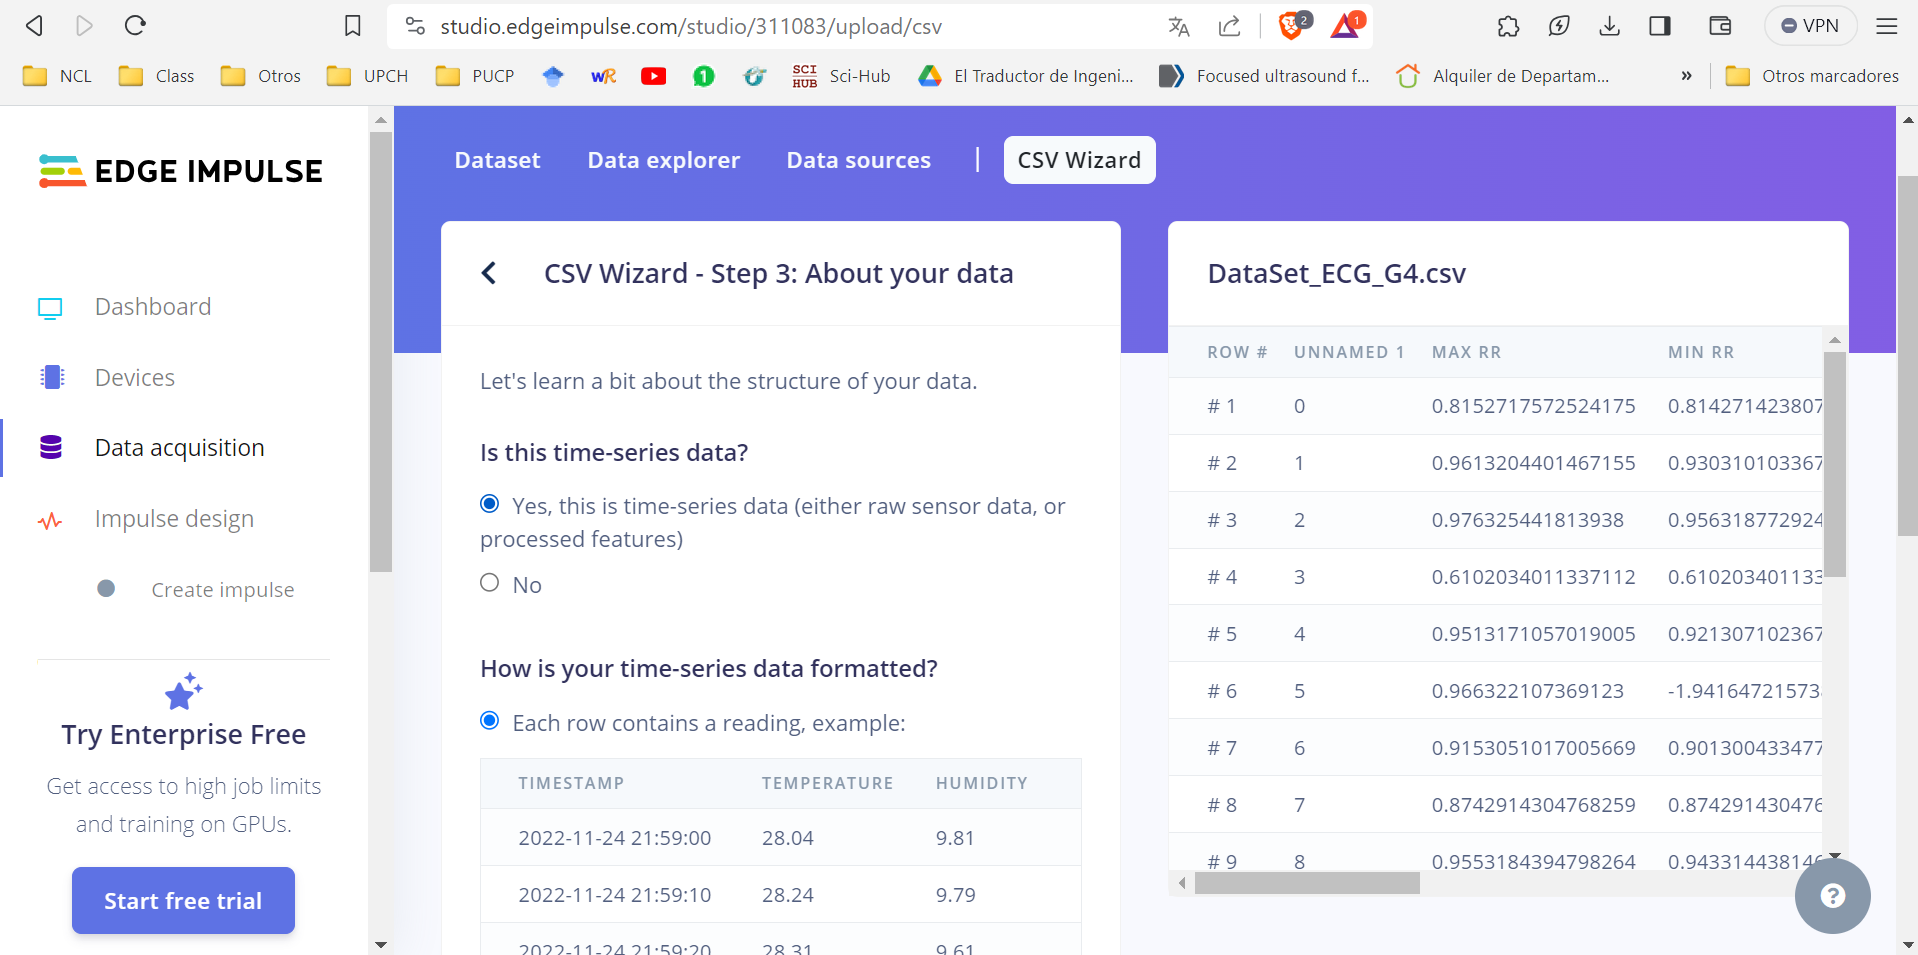 studio.edgeimpulse.com/studio/311083/upload/csv
2
1
VPN
NCL
Class
Otros
UPCH
PUCP
wR
1
SCI HUB
Sci-Hub
El Traductor de Ingeni...
Focused ultrasound f...
Alquiler de Departam...
»
Otros marcadores
EDGE IMPULSE
Dashboard
Devices
Data acquisition
Impulse design
Create impulse
Try Enterprise Free
Get access to high job limits
and training on GPUs.
Start free trial
Dataset
Data explorer
Data sources
|
CSV Wizard
CSV Wizard - Step 3: About your data
Let's learn a bit about the structure of your data.
Is this time-series data?
Yes, this is time-series data (either raw sensor data, or
processed features)
No
How is your time-series data formatted?
Each row contains a reading, example:
TIMESTAMP TEMPERATURE HUMIDITY
2022-11-24 21:59:00 28.04 9.81
2022-11-24 21:59:10 28.24 9.79
2022-11-24 21:59:20 28.31 9.61
DataSet_ECG_G4.csv
ROW # UNNAMED 1 MAX RR MIN RR
# 1 0 0.8152717572524175 0.814271423807
# 2 1 0.9613204401467155 0.930310103367
# 3 2 0.976325441813938 0.956318772924
# 4 3 0.6102034011337112 0.610203401133
# 5 4 0.9513171057019005 0.921307102367
# 6 5 0.966322107369123 -1.94164721573
# 7 6 0.9153051017005669 0.901300433477
# 8 7 0.8742914304768259 0.874291430476
# 9 8 0.9553184394798264 0.943314438146
?